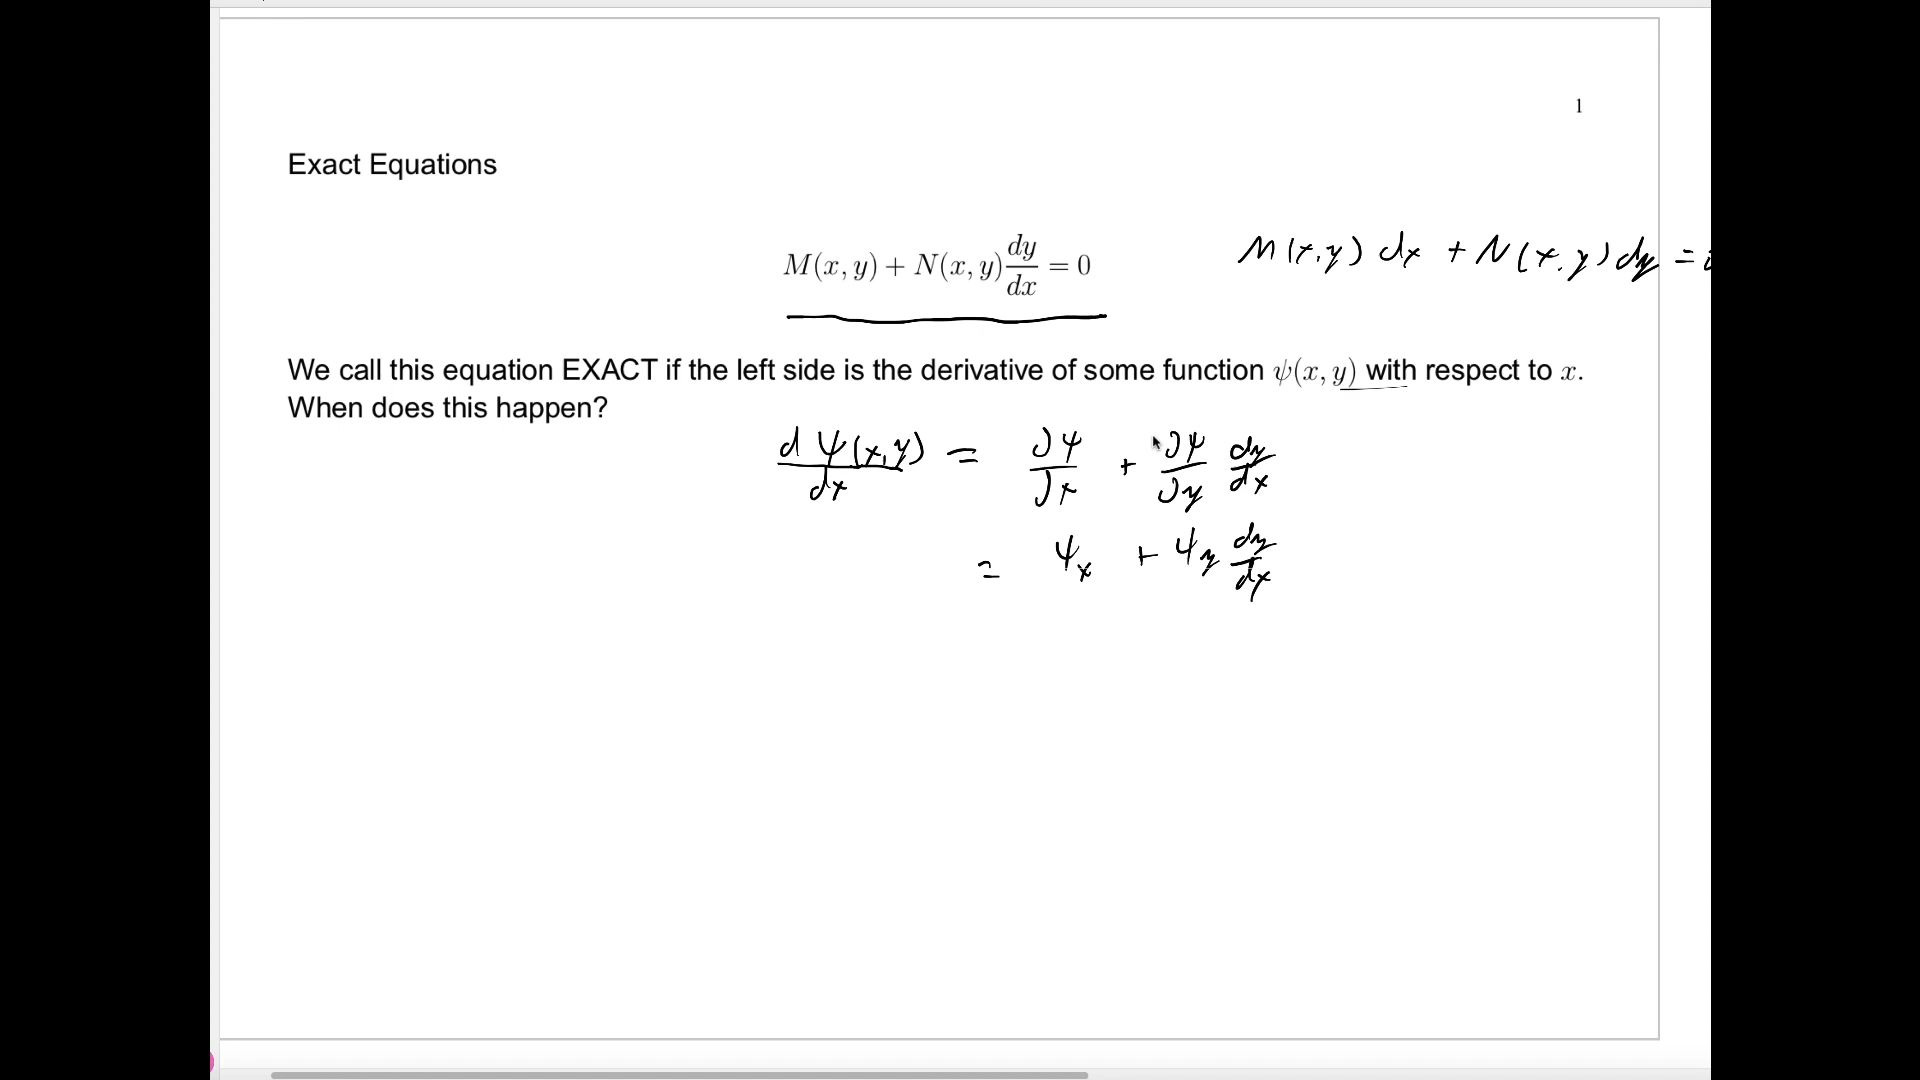 1
Exact Equations
M(x, y) + N(x, y) dy/dx = 0
M(x,y) dx + N(x,y) dy =
We call this equation EXACT if the left side is the derivative of some function ψ(x, y) with respect to x.
When does this happen?
d ψ(x,y)/dx = ∂ψ/∂x + ∂ψ/∂y dy/dx
= ψx + ψy dy/dx